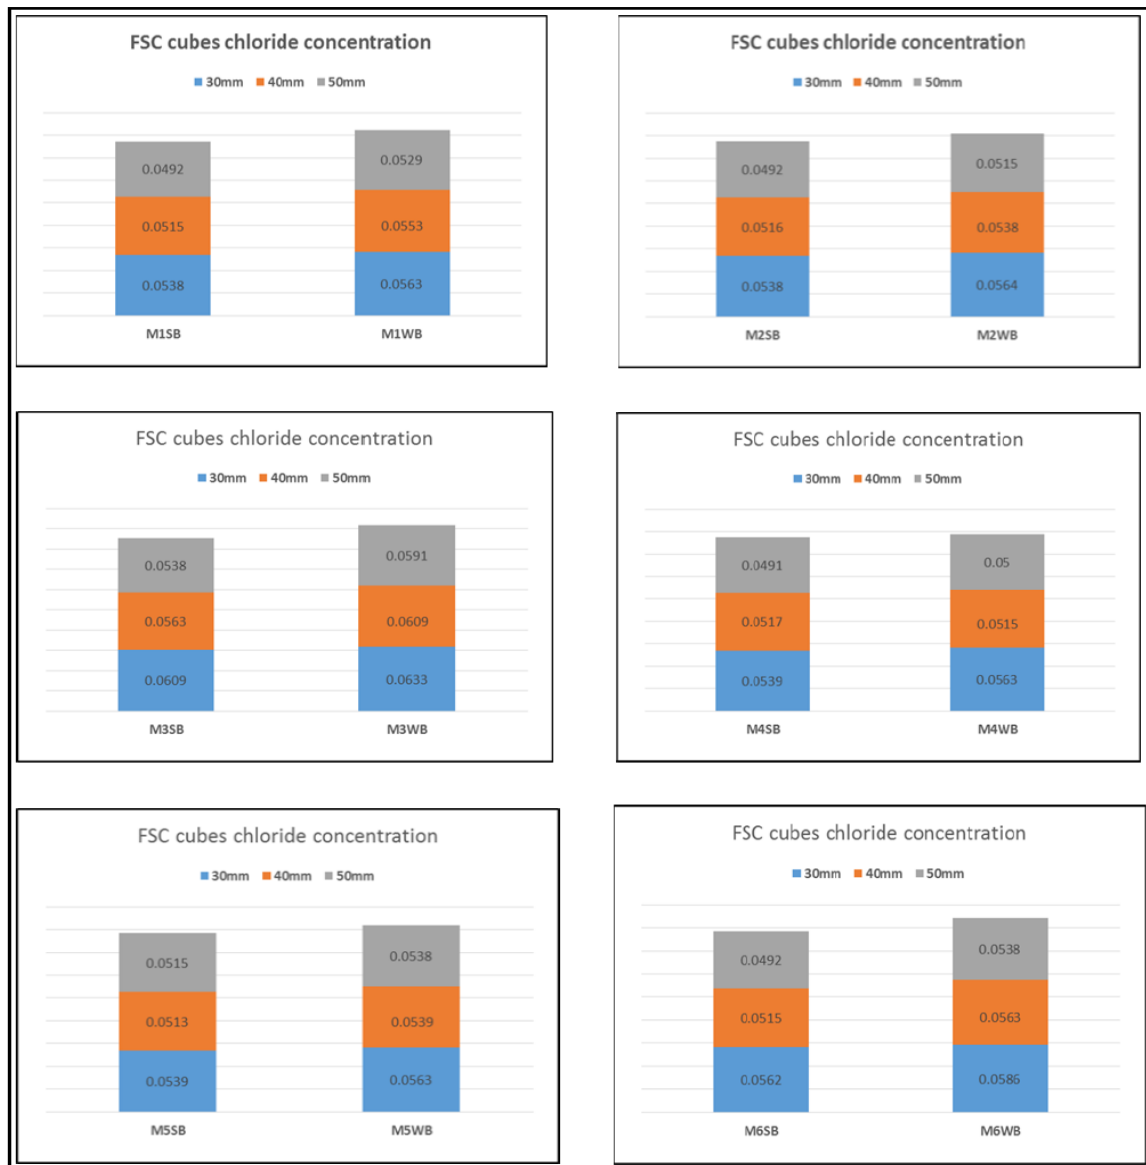 FSC cubes chloride concentration
30mm 40mm 50mm
0.0492 0.0529
0.0515 0.0553
0.0538 0.0563
M1SB M1WB
FSC cubes chloride concentration
30mm 40mm 50mm
0.0492 0.0515
0.0516 0.0538
0.0538 0.0564
M2SB M2WB
FSC cubes chloride concentration
30mm 40mm 50mm
0.0538 0.0591
0.0563 0.0609
0.0609 0.0633
M3SB M3WB
FSC cubes chloride concentration
30mm 40mm 50mm
0.0491 0.05
0.0517 0.0515
0.0539 0.0563
M4SB M4WB
FSC cubes chloride concentration
30mm 40mm 50mm
0.0515 0.0538
0.0513 0.0539
0.0539 0.0563
M5SB M5WB
FSC cubes chloride concentration
30mm 40mm 50mm
0.0492 0.0538
0.0515 0.0563
0.0562 0.0586
M6SB M6WB